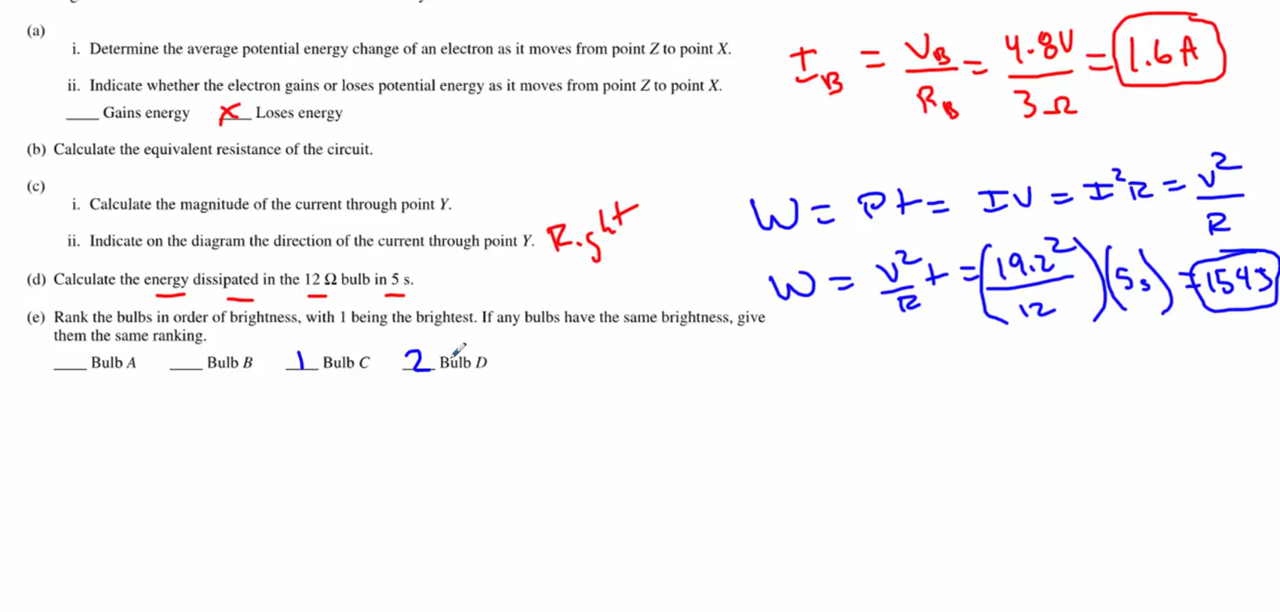 (a)
i. Determine the average potential energy change of an electron as it moves from point Z to point X.
ii. Indicate whether the electron gains or loses potential energy as it moves from point Z to point X.
____ Gains energy X Loses energy
(b) Calculate the equivalent resistance of the circuit.
(c)
i. Calculate the magnitude of the current through point Y.
ii. Indicate on the diagram the direction of the current through point Y. Right
(d) Calculate the energy dissipated in the 12 Ω bulb in 5 s.
(e) Rank the bulbs in order of brightness, with 1 being the brightest. If any bulbs have the same brightness, give
them the same ranking.
____ Bulb A ____ Bulb B 1 Bulb C 2 Bulb D
I_B = V_B/R_B = 4.8V/3Ω = 1.6A
W = Pt = IV = I²R = V²/R
W = V²/R t = (19.2²/12)(5s) = 154J